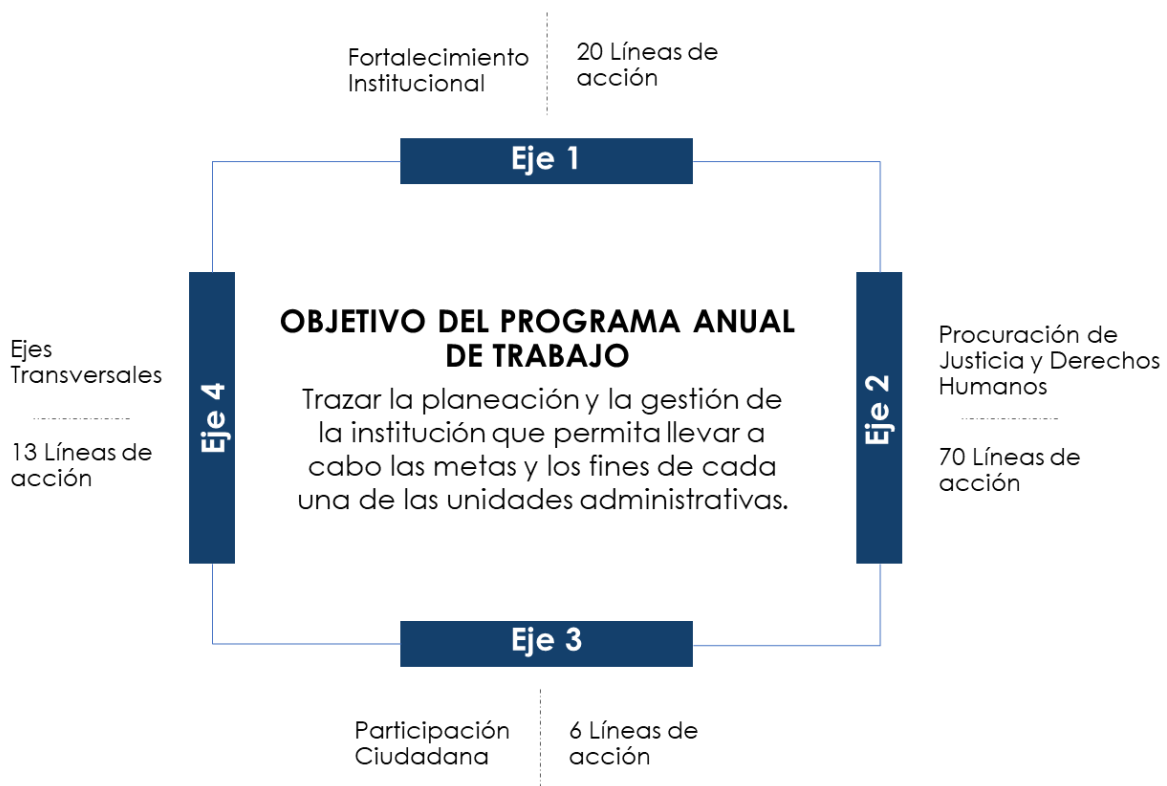 Fortalecimiento
Institucional
20 Líneas de
acción
Eje 1
Ejes
Transversales
13 Líneas de
acción
Eje 4
OBJETIVO DEL PROGRAMA ANUAL
DE TRABAJO
Trazar la planeación y la gestión de
la institución que permita llevar a
cabo las metas y los fines de cada
una de las unidades administrativas.
Eje 2
Procuración de
Justicia y Derechos
Humanos
70 Líneas de
acción
Eje 3
Participación
Ciudadana
6 Líneas de
acción